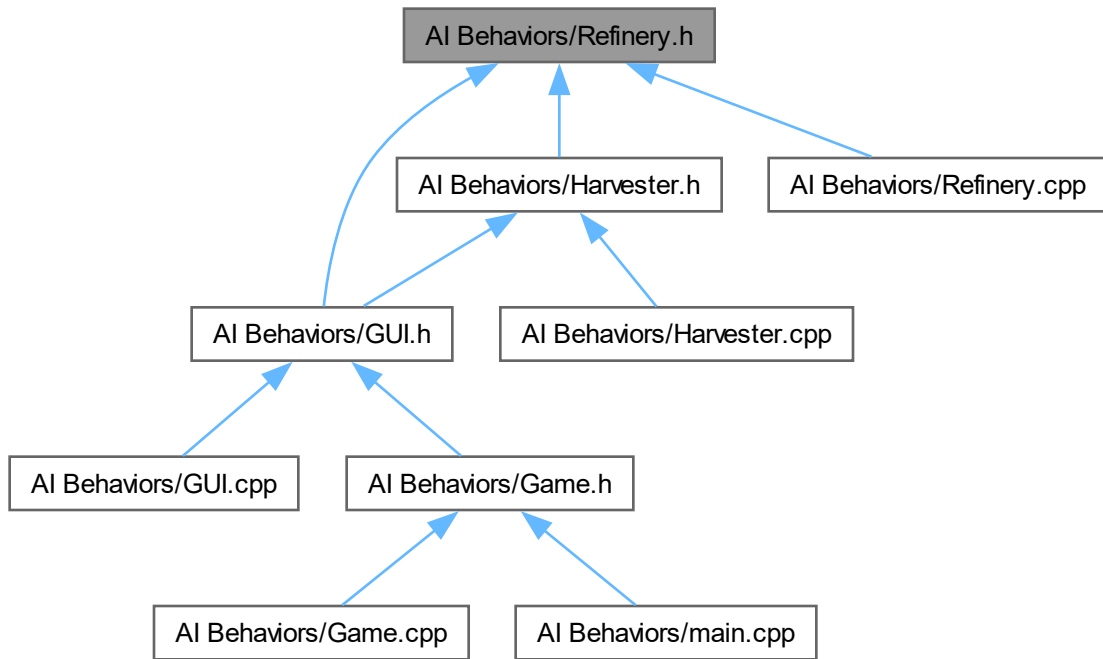 AI Behaviors/Refinery.h
AI Behaviors/Harvester.h
AI Behaviors/Refinery.cpp
AI Behaviors/GUI.h
AI Behaviors/Harvester.cpp
AI Behaviors/GUI.cpp
AI Behaviors/Game.h
AI Behaviors/Game.cpp
AI Behaviors/main.cpp